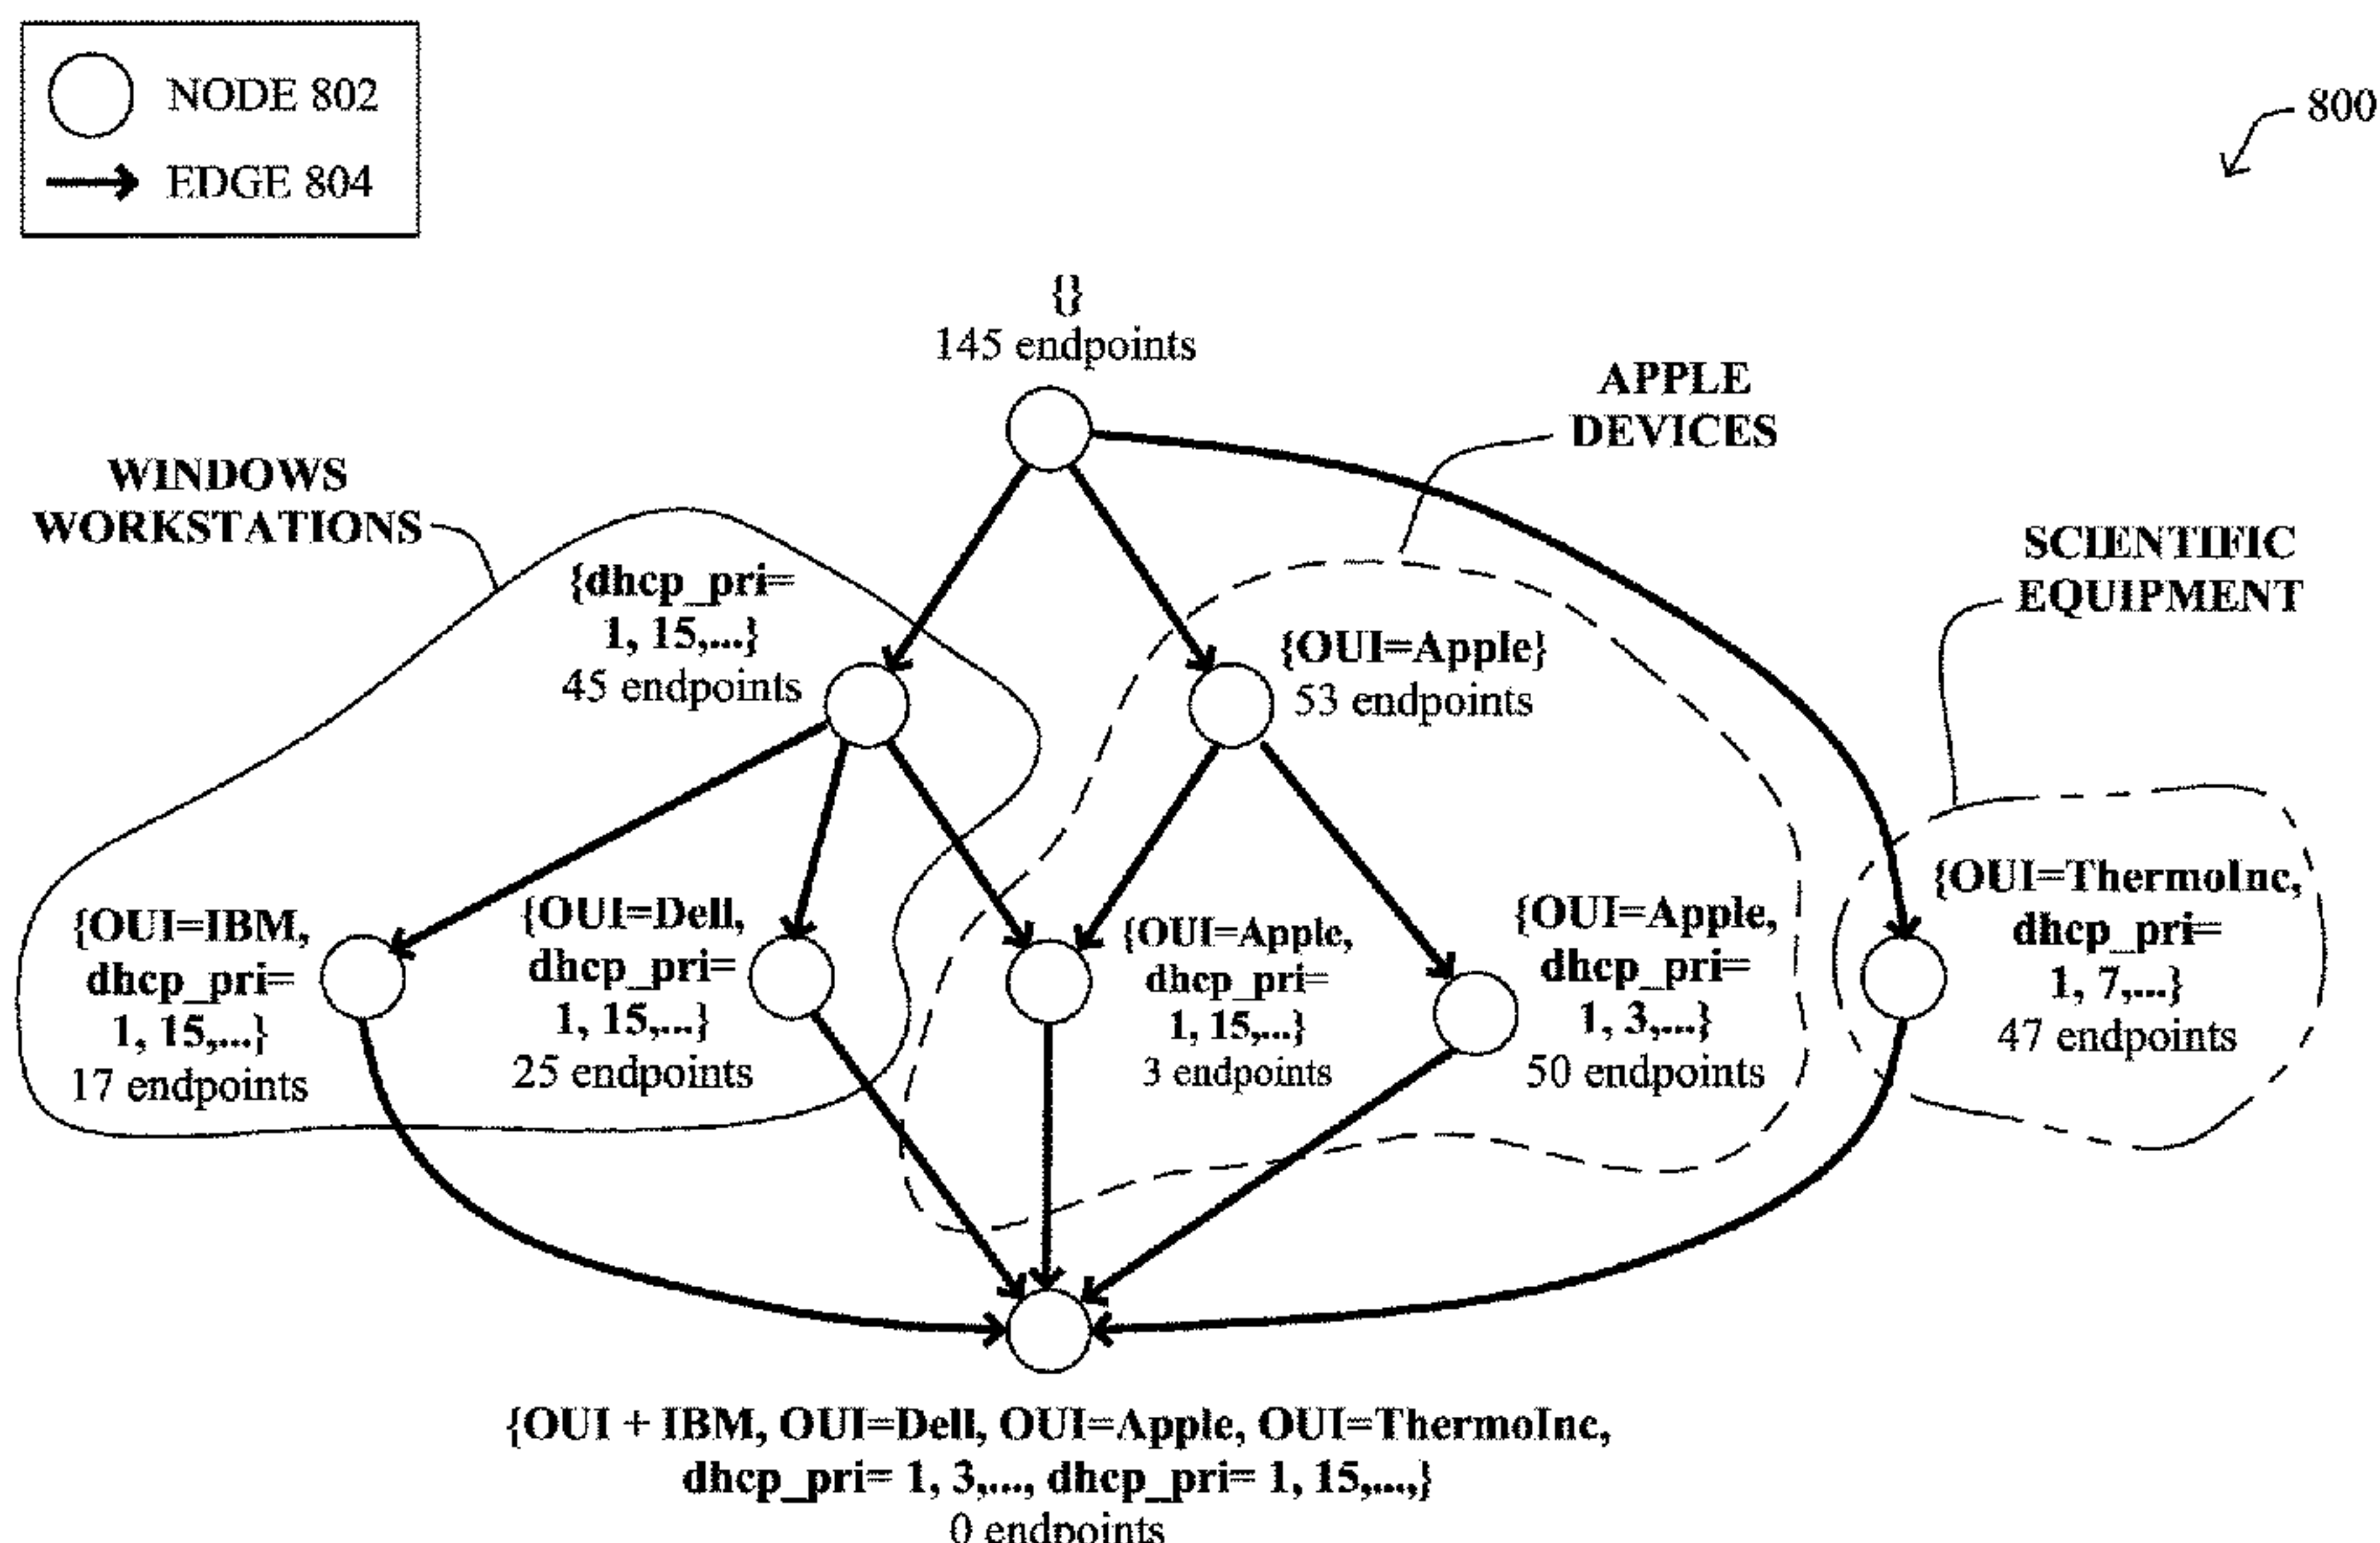 NODE 802
EDGE 804
800
{}
145 endpoints
APPLE
DEVICES
WINDOWS
WORKSTATIONS
SCIENTIFIC
EQUIPMENT
{dhcp_pri=
1, 15,...}
45 endpoints
{OUI=Apple}
53 endpoints
{OUI=IBM,
dhcp_pri=
1, 15,...}
17 endpoints
{OUI=Dell,
dhcp_pri=
1, 15,...}
25 endpoints
{OUI=Apple,
dhcp_pri=
1, 15,...}
3 endpoints
{OUI=Apple,
dhcp_pri=
1, 3,...}
50 endpoints
{OUI=ThermoInc,
dhcp_pri=
1, 7,...}
47 endpoints
{OUI + IBM, OUI=Dell, OUI=Apple, OUI=ThermoInc,
dhcp_pri= 1, 3,..., dhcp_pri= 1, 15,...,}
0 endpoints